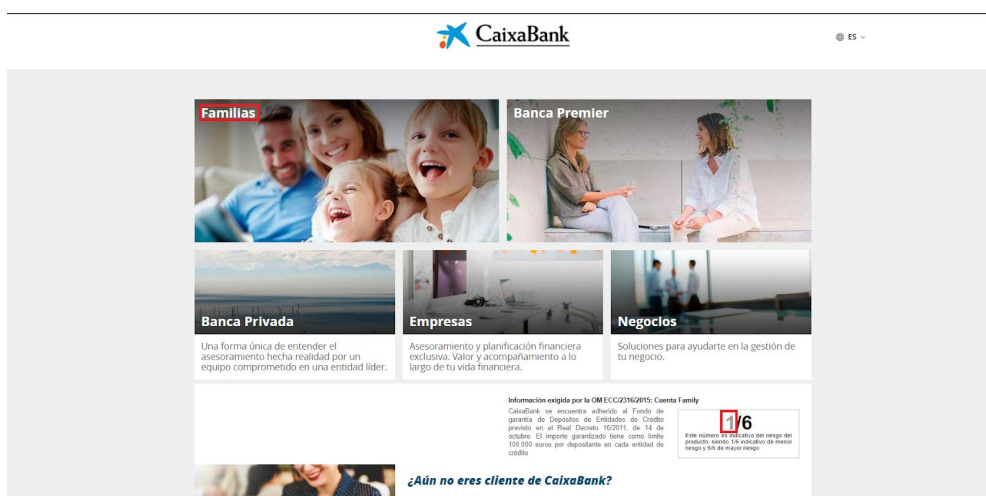 CaixaBank
ES
Familias
Banca Premier
Banca Privada
Empresas
Negocios
Una forma única de entender el
asesoramiento hecha realidad por un
equipo comprometido en una entidad líder.
Asesoramiento y planificación financiera
exclusiva. Valor y acompañamiento a lo
largo de tu vida financiera.
Soluciones para ayudarte en la gestión de
tu negocio.
Información exigida por la OM ECC/2316/2015: Cuenta Family
CaixaBank se encuentra adherido al Fondo de
garantía de Depósitos de Entidades de Crédito
previsto en el Real Decreto 16/2011, de 14 de
octubre. El importe garantizado tiene como límite
100.000 euros por depositante en cada entidad de
crédito
1/6
Este número es indicativo del riesgo del
producto, siendo 1/6 indicativo de menor
riesgo y 6/6 de mayor riesgo
¿Aún no eres cliente de CaixaBank?